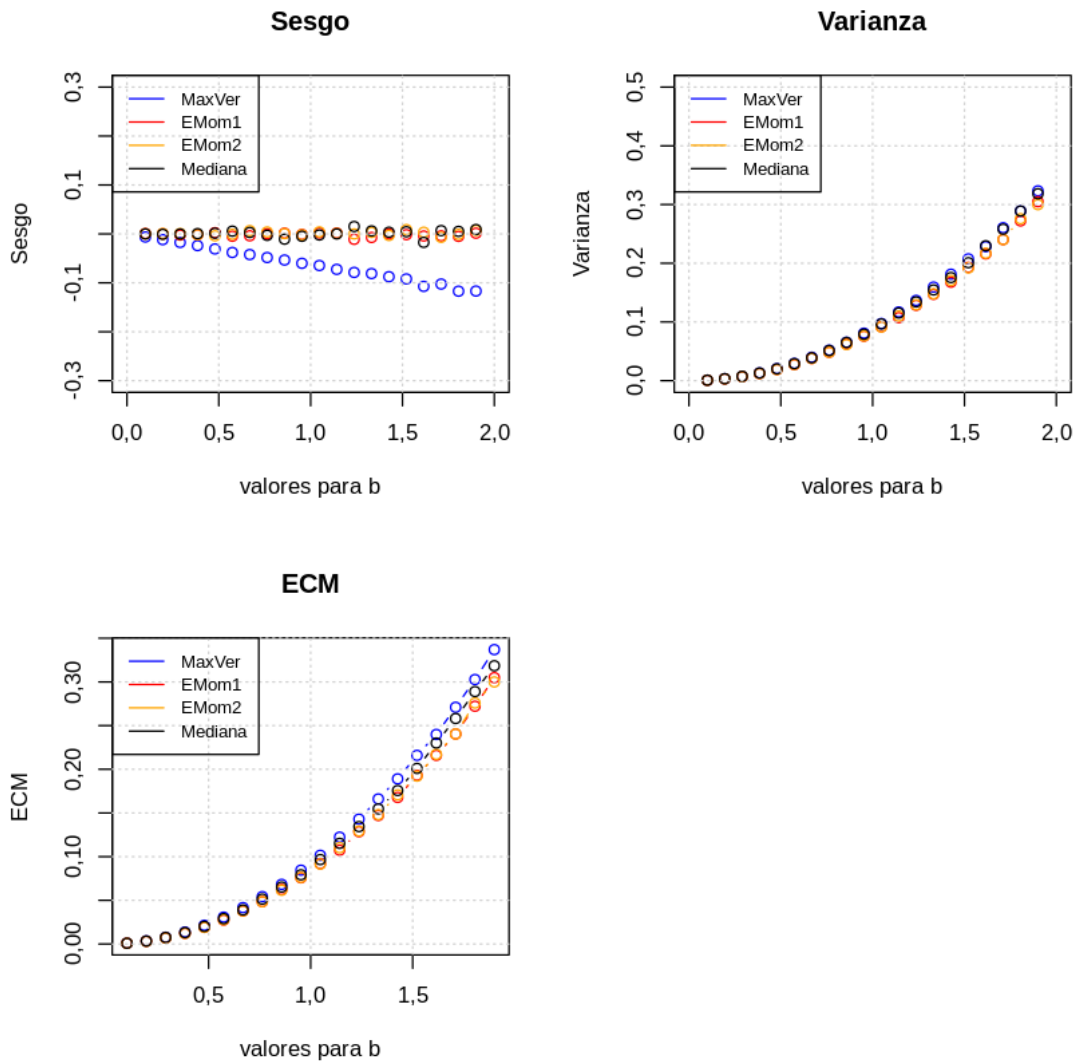 Sesgo
MaxVer
EMom1
EMom2
Mediana
0,3
0,1
-0,1
-0,3
Sesgo
0,0 0,5 1,0 1,5 2,0
valores para b
Varianza
MaxVer
EMom1
EMom2
Mediana
0,5
0,4
0,3
0,2
0,1
0,0
Varianza
0,0 0,5 1,0 1,5 2,0
valores para b
ECM
MaxVer
EMom1
EMom2
Mediana
0,30
0,20
0,10
0,00
ECM
0,5 1,0 1,5
valores para b